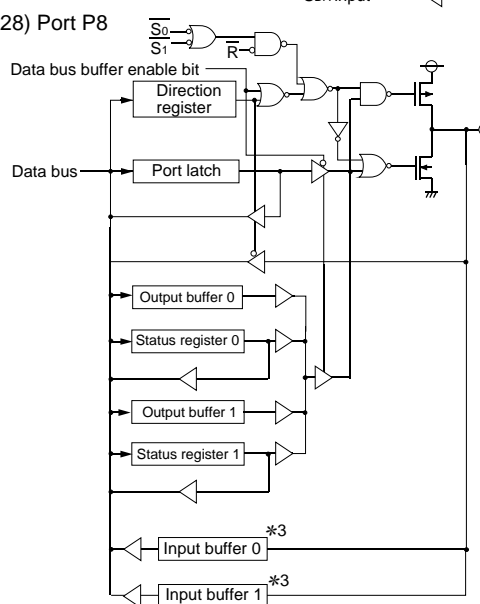 28) Port P8
S0
S1
R
Data bus buffer enable bit
Direction
register
Data bus
Port latch
Output buffer 0
Status register 0
Output buffer 1
Status register 1
Input buffer 0
*3
Input buffer 1
*3